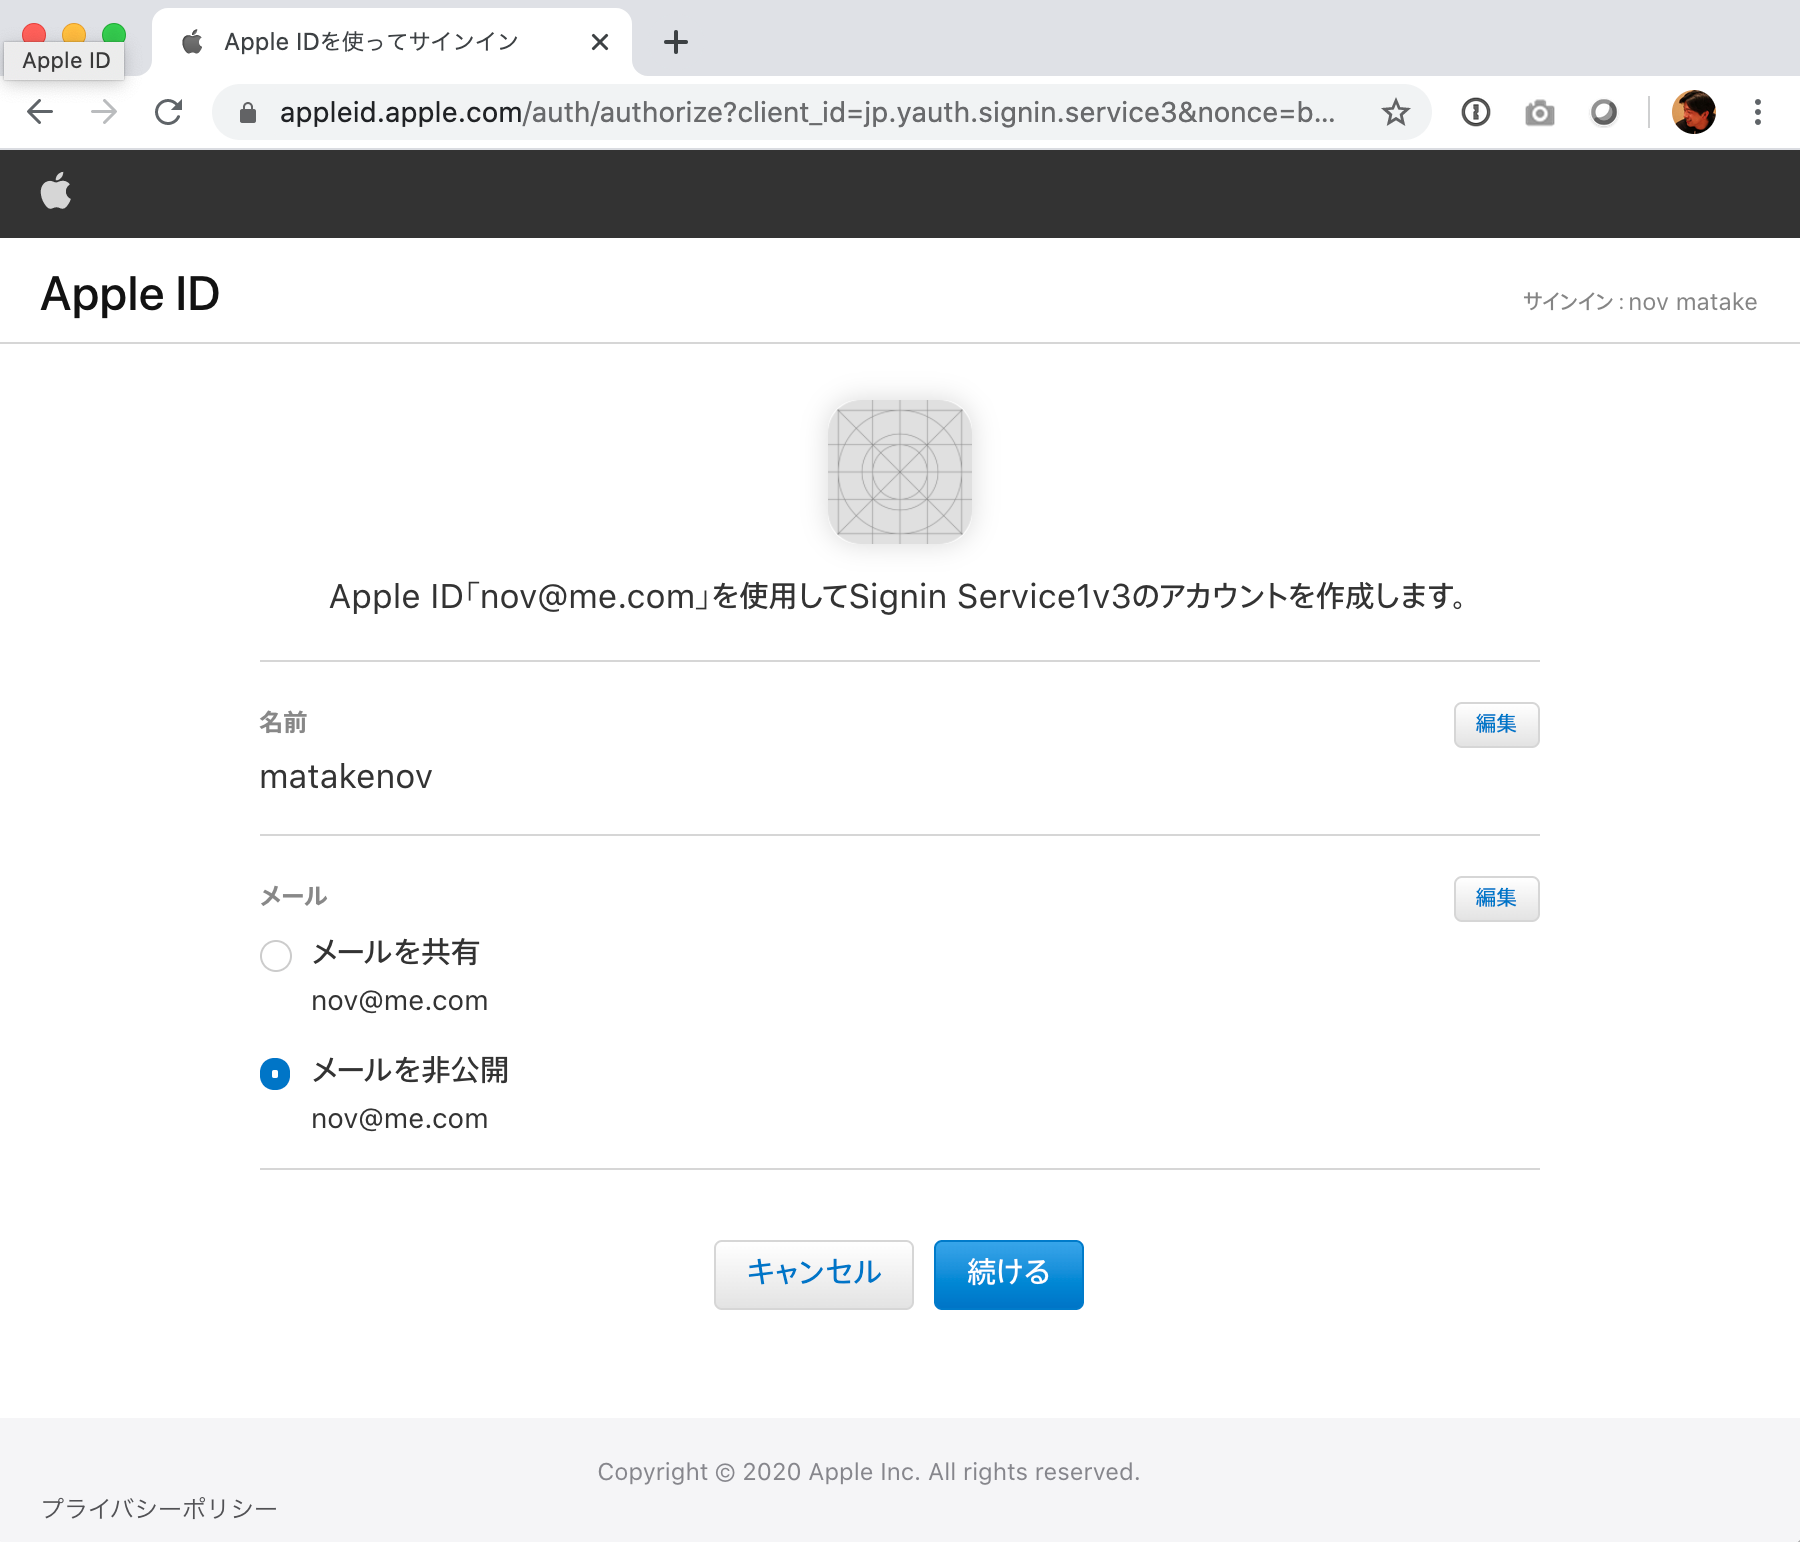 Apple IDを使ってサインイン
Apple ID
appleid.apple.com/auth/authorize?client_id=jp.yauth.signin.service3&nonce=b...
Apple ID
サインイン : nov matake
Apple ID「nov@me.com」を使用してSignin Service1v3のアカウントを作成します。
名前
編集
matakenov
メール
編集
メールを共有
nov@me.com
メールを非公開
nov@me.com
キャンセル
続ける
Copyright © 2020 Apple Inc. All rights reserved.
プライバシーポリシー